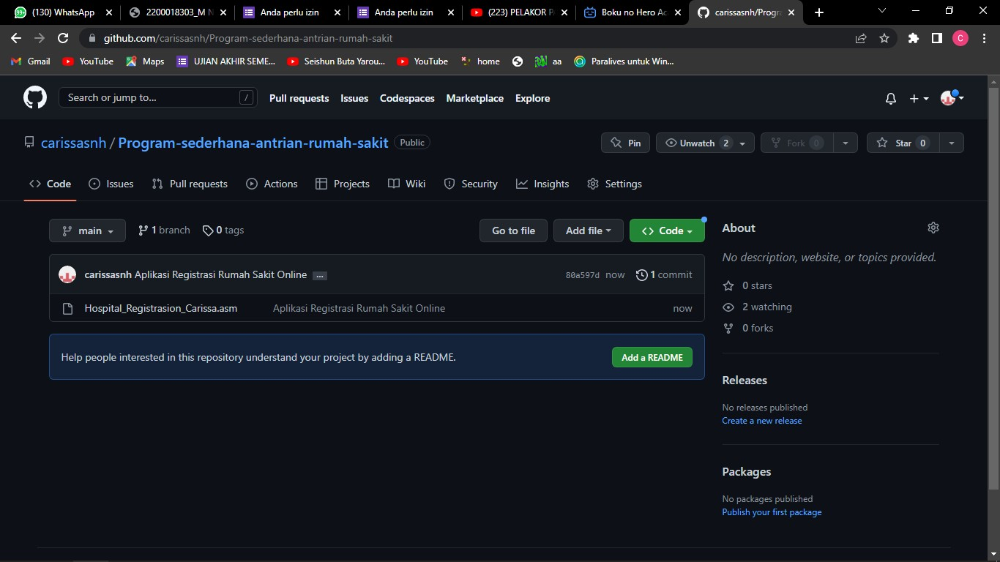 (130) WhatsApp
2200018303_M N
Anda perlu izin
Anda perlu izin
(223) PELAKOR P
Boku no Hero Ac
carissasnh/Progr
github.com/carissasnh/Program-sederhana-antrian-rumah-sakit
C
Gmail
YouTube
Maps
UJIAN AKHIR SEME...
Seishun Buta Yarou...
YouTube
home
aa
Paralives untuk Win...
Search or jump to... /
Pull requests
Issues
Codespaces
Marketplace
Explore
carissasnh / Program-sederhana-antrian-rumah-sakit Public
Pin
Unwatch 2
Fork 0
Star 0
Code
Issues
Pull requests
Actions
Projects
Wiki
Security
Insights
Settings
main
1 branch
0 tags
Go to file
Add file
Code
carissasnh Aplikasi Registrasi Rumah Sakit Online ...
80a597d now
1 commit
Hospital_Registrasion_Carissa.asm
Aplikasi Registrasi Rumah Sakit Online
now
Help people interested in this repository understand your project by adding a README.
Add a README
About
No description, website, or topics provided.
0 stars
2 watching
0 forks
Releases
No releases published
Create a new release
Packages
No packages published
Publish your first package